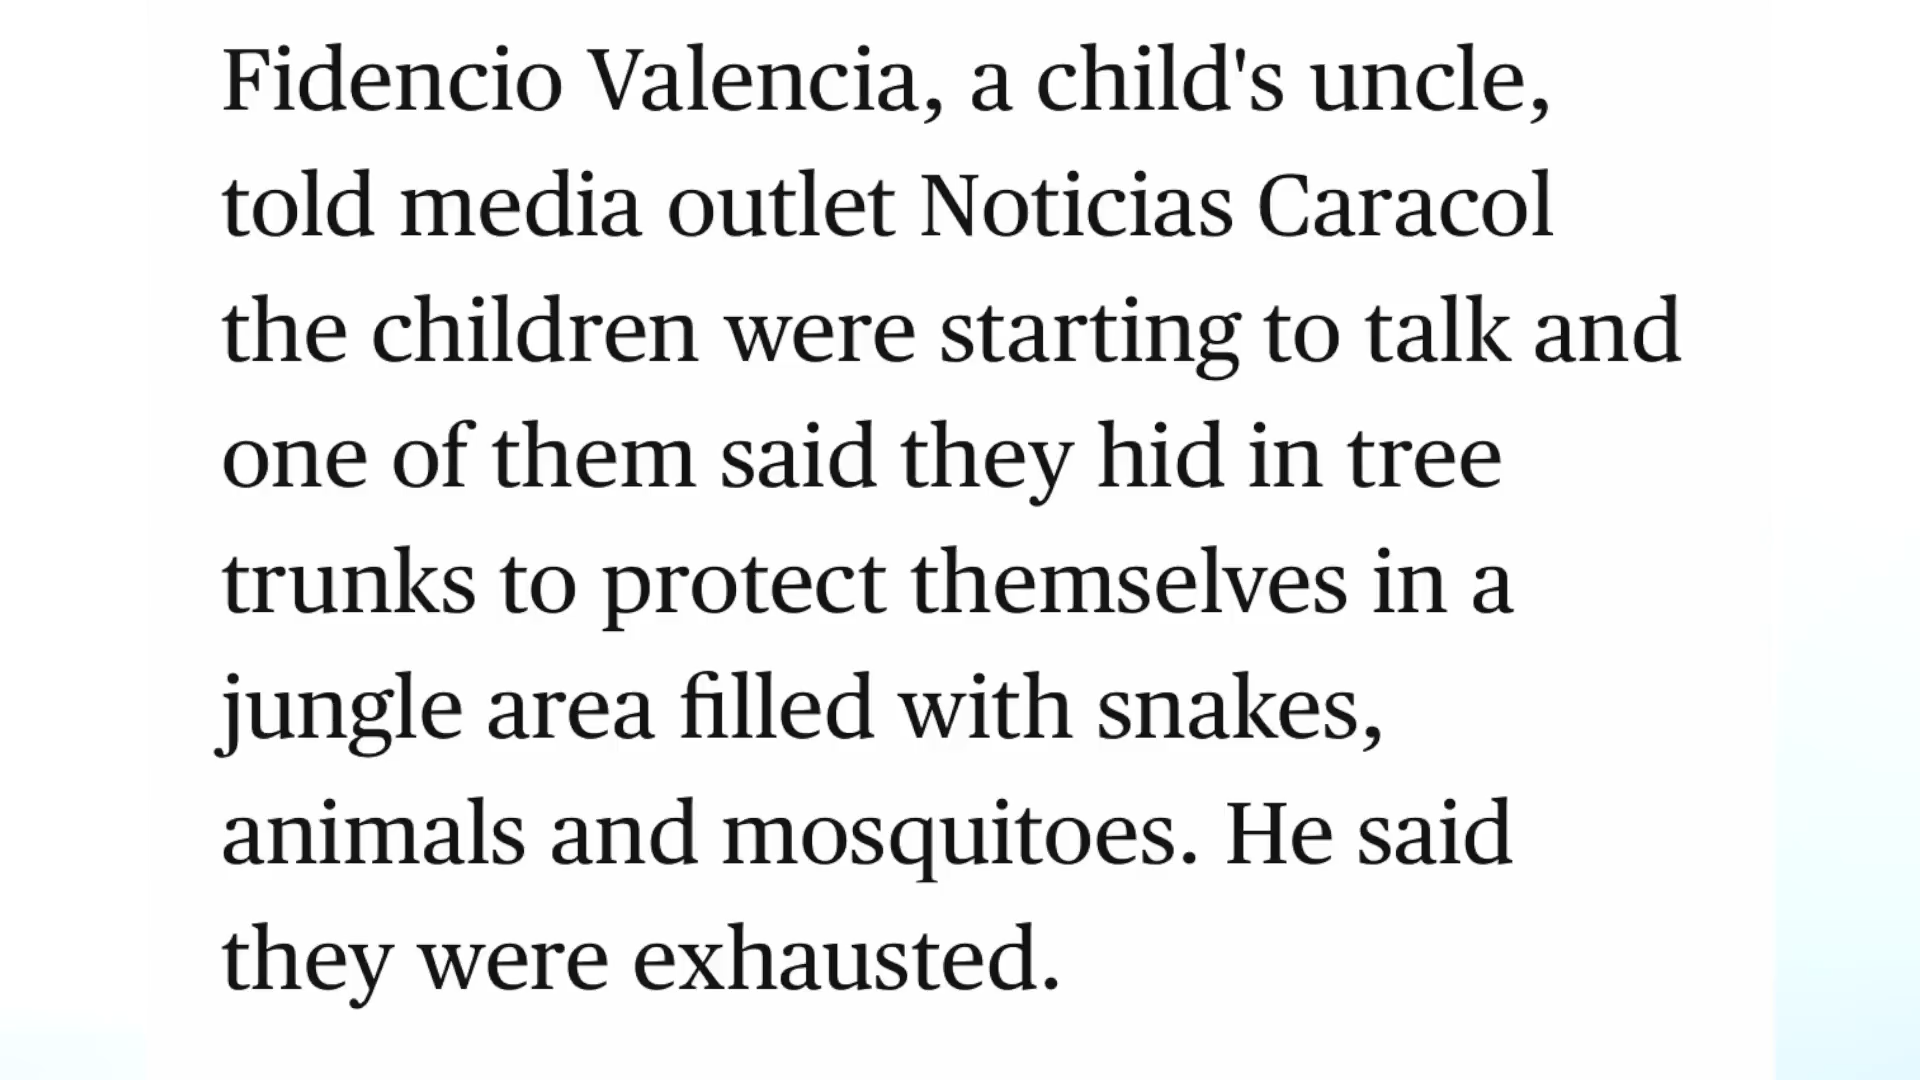 Fidencio Valencia, a child's uncle,
told media outlet Noticias Caracol
the children were starting to talk and
one of them said they hid in tree
trunks to protect themselves in a
jungle area filled with snakes,
animals and mosquitoes. He said
they were exhausted.